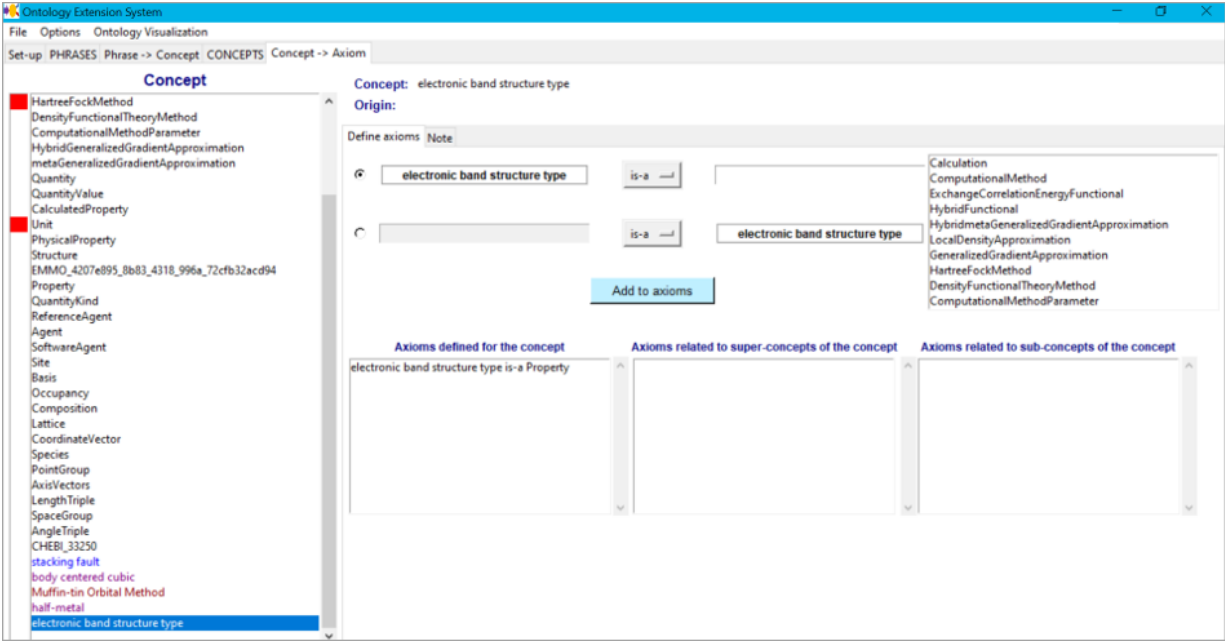 Ontology Extension System
File Options Ontology Visualization
Set-up PHRASES Phrase -> Concept CONCEPTS Concept -> Axiom
Concept
HartreeFockMethod
DensityFunctionalTheoryMethod
ComputationalMethodParameter
HybridGeneralizedGradientApproximation
metaGeneralizedGradientApproximation
Quantity
QuantityValue
CalculatedProperty
Unit
PhysicalProperty
Structure
EMMO_4207e895_8b83_4318_996a_72cfb32acd94
Property
QuantityKind
ReferenceAgent
Agent
SoftwareAgent
Site
Basis
Occupancy
Composition
Lattice
CoordinateVector
Species
PointGroup
AxisVectors
LengthTriple
SpaceGroup
AngleTriple
CHEBI_33250
stacking fault
body centered cubic
Muffin-tin Orbital Method
half-metal
electronic band structure type
Concept: electronic band structure type
Origin:
Define axioms Note
electronic band structure type is-a
is-a electronic band structure type
Add to axioms
Calculation
ComputationalMethod
ExchangeCorrelationEnergyFunctional
HybridFunctional
HybridmetaGeneralizedGradientApproximation
LocalDensityApproximation
GeneralizedGradientApproximation
HartreeFockMethod
DensityFunctionalTheoryMethod
ComputationalMethodParameter
Axioms defined for the concept
electronic band structure type is-a Property
Axioms related to super-concepts of the concept
Axioms related to sub-concepts of the concept